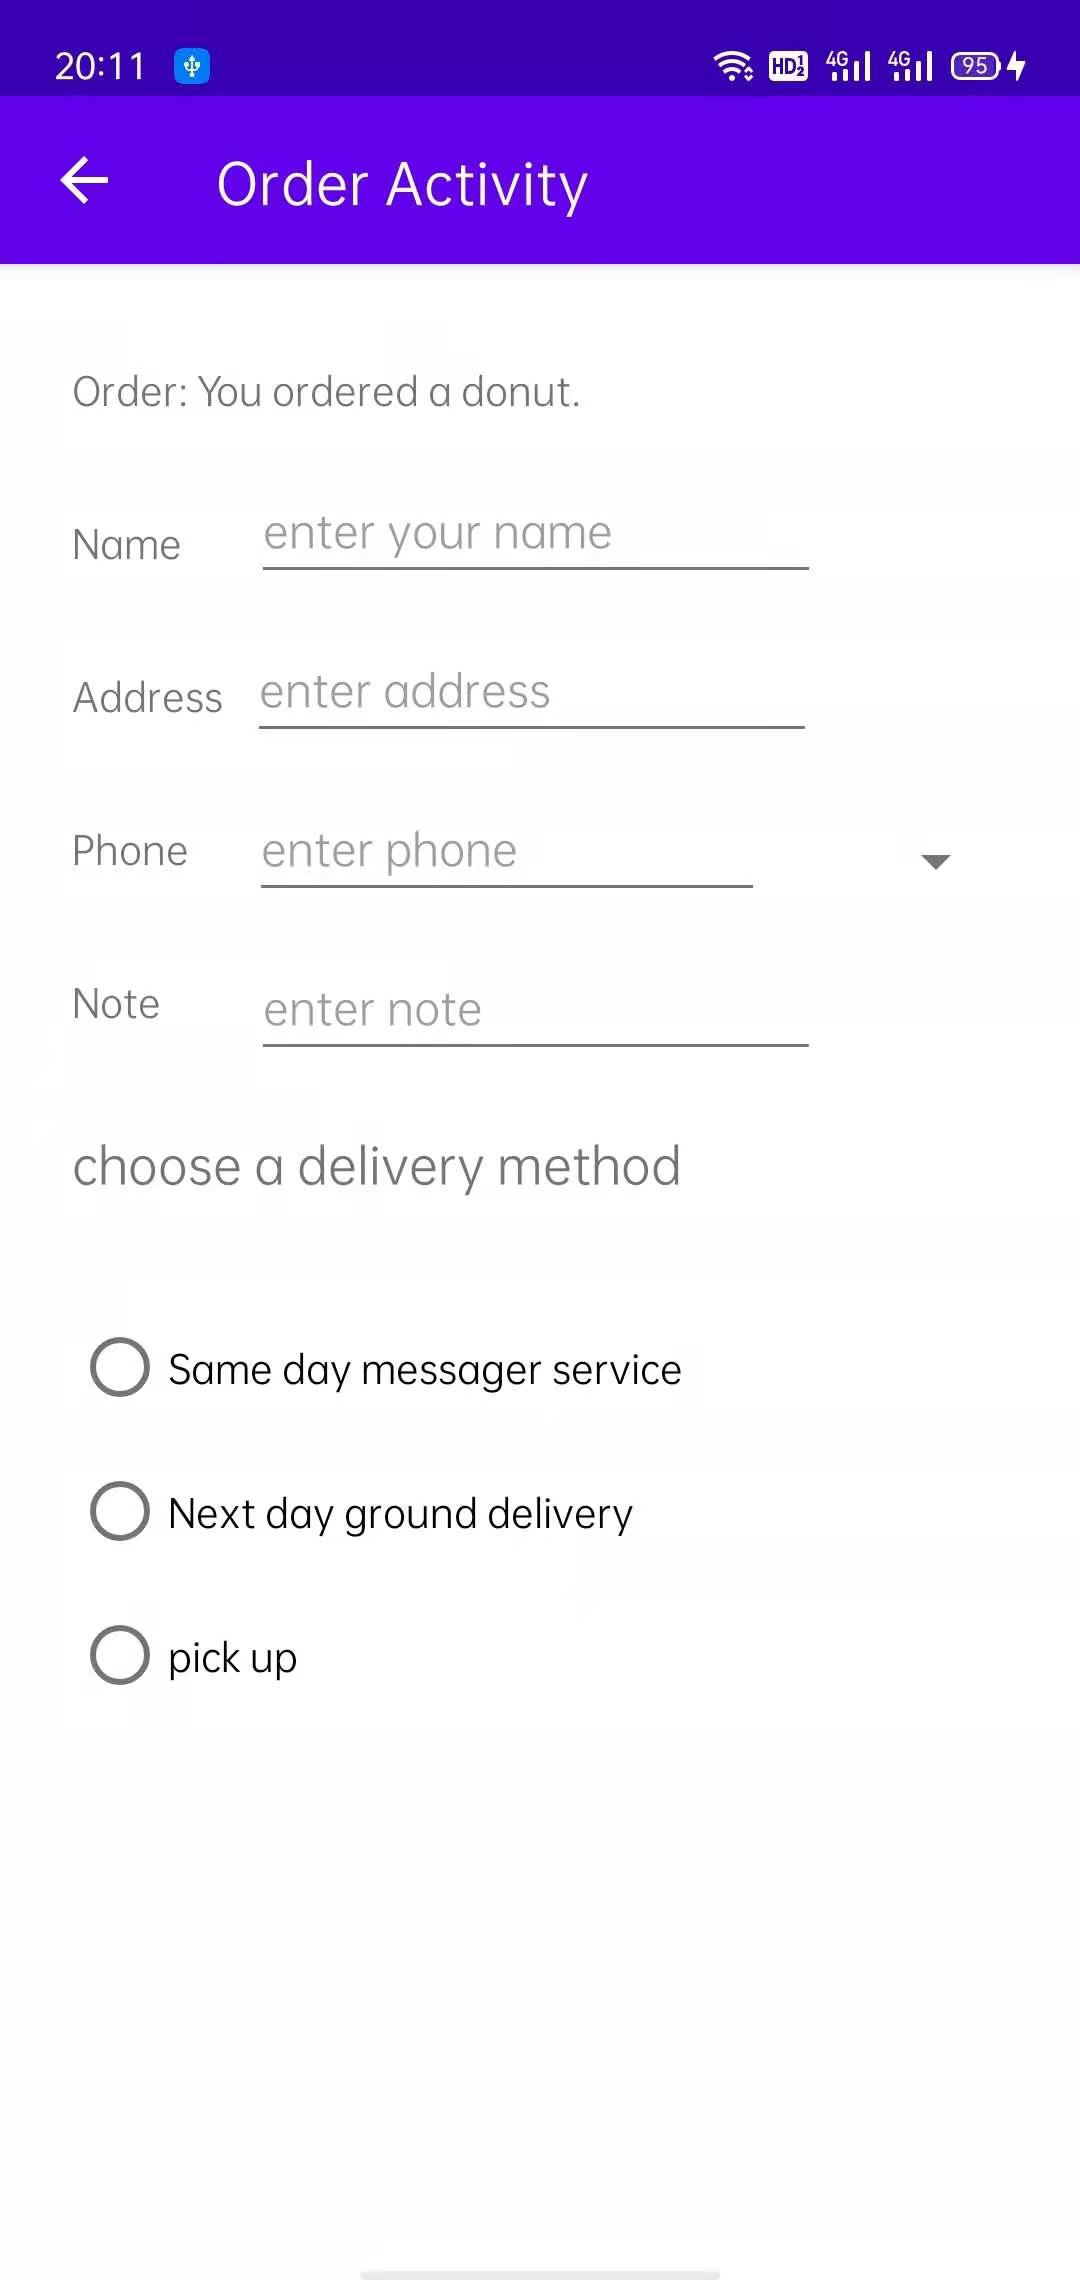 20:11 HD 1 2 4G 4G 95
Order Activity
Order: You ordered a donut.
Name enter your name
Address enter address
Phone enter phone
Note enter note
choose a delivery method
Same day messager service
Next day ground delivery
pick up